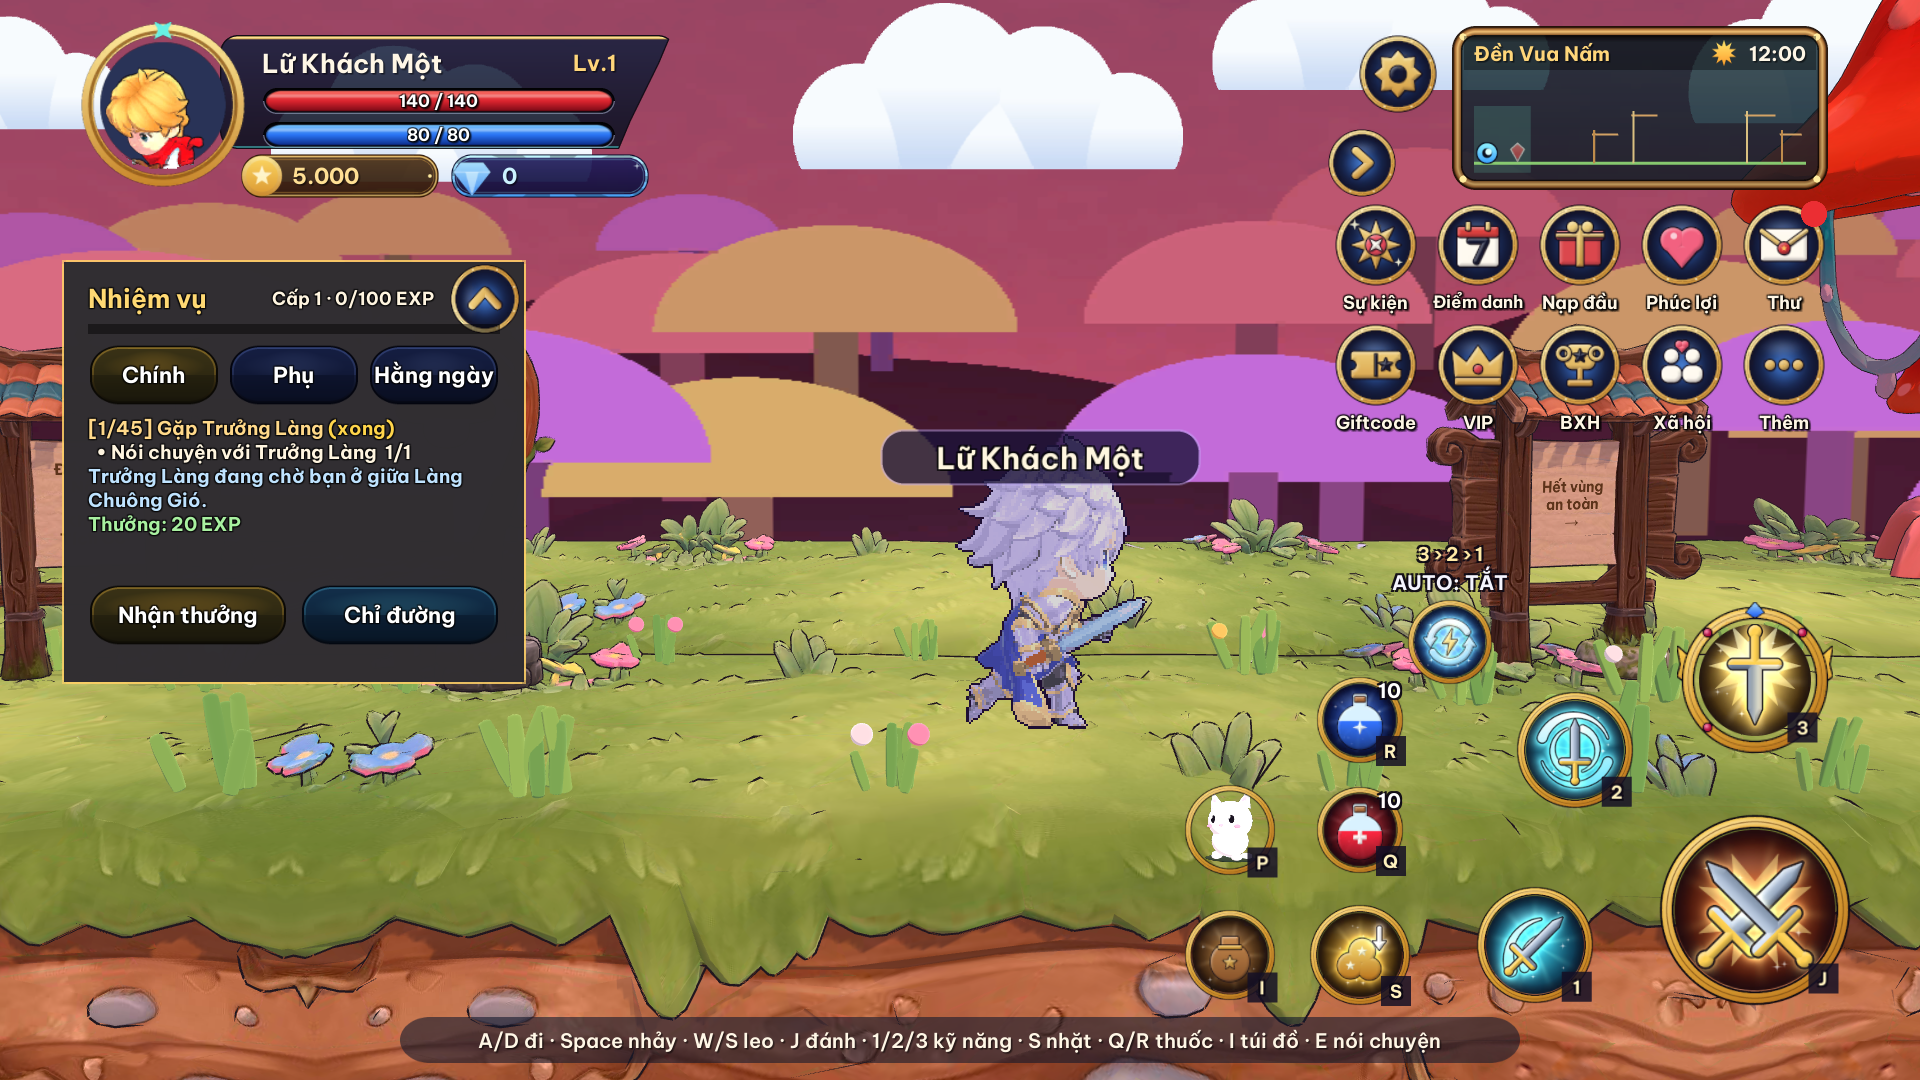 Lữ Khách Một
Lv.1
140 / 140
80 / 80
5.000
0
Đền Vua Nấm
12:00
7
Sự kiện
Điểm danh
Nạp đầu
Phúc lợi
Thư
Giftcode
VIP
BXH
Xã hội
Thêm
Nhiệm vụ
Cấp 1 · 0/100 EXP
Chính
Phụ
Hằng ngày
[1/45] Gặp Trưởng Làng (xong)
• Nói chuyện với Trưởng Làng 1/1
Trưởng Làng đang chờ bạn ở giữa Làng
Chuông Gió.
Thưởng: 20 EXP
Nhận thưởng
Chỉ đường
Lữ Khách Một
Hết vùng
an toàn
→
3 › 2 › 1
AUTO: TẮT
10
R
3
2
10
Q
P
I
S
1
J
A/D đi · Space nhảy · W/S leo · J đánh · 1/2/3 kỹ năng · S nhặt · Q/R thuốc · I túi đồ · E nói chuyện